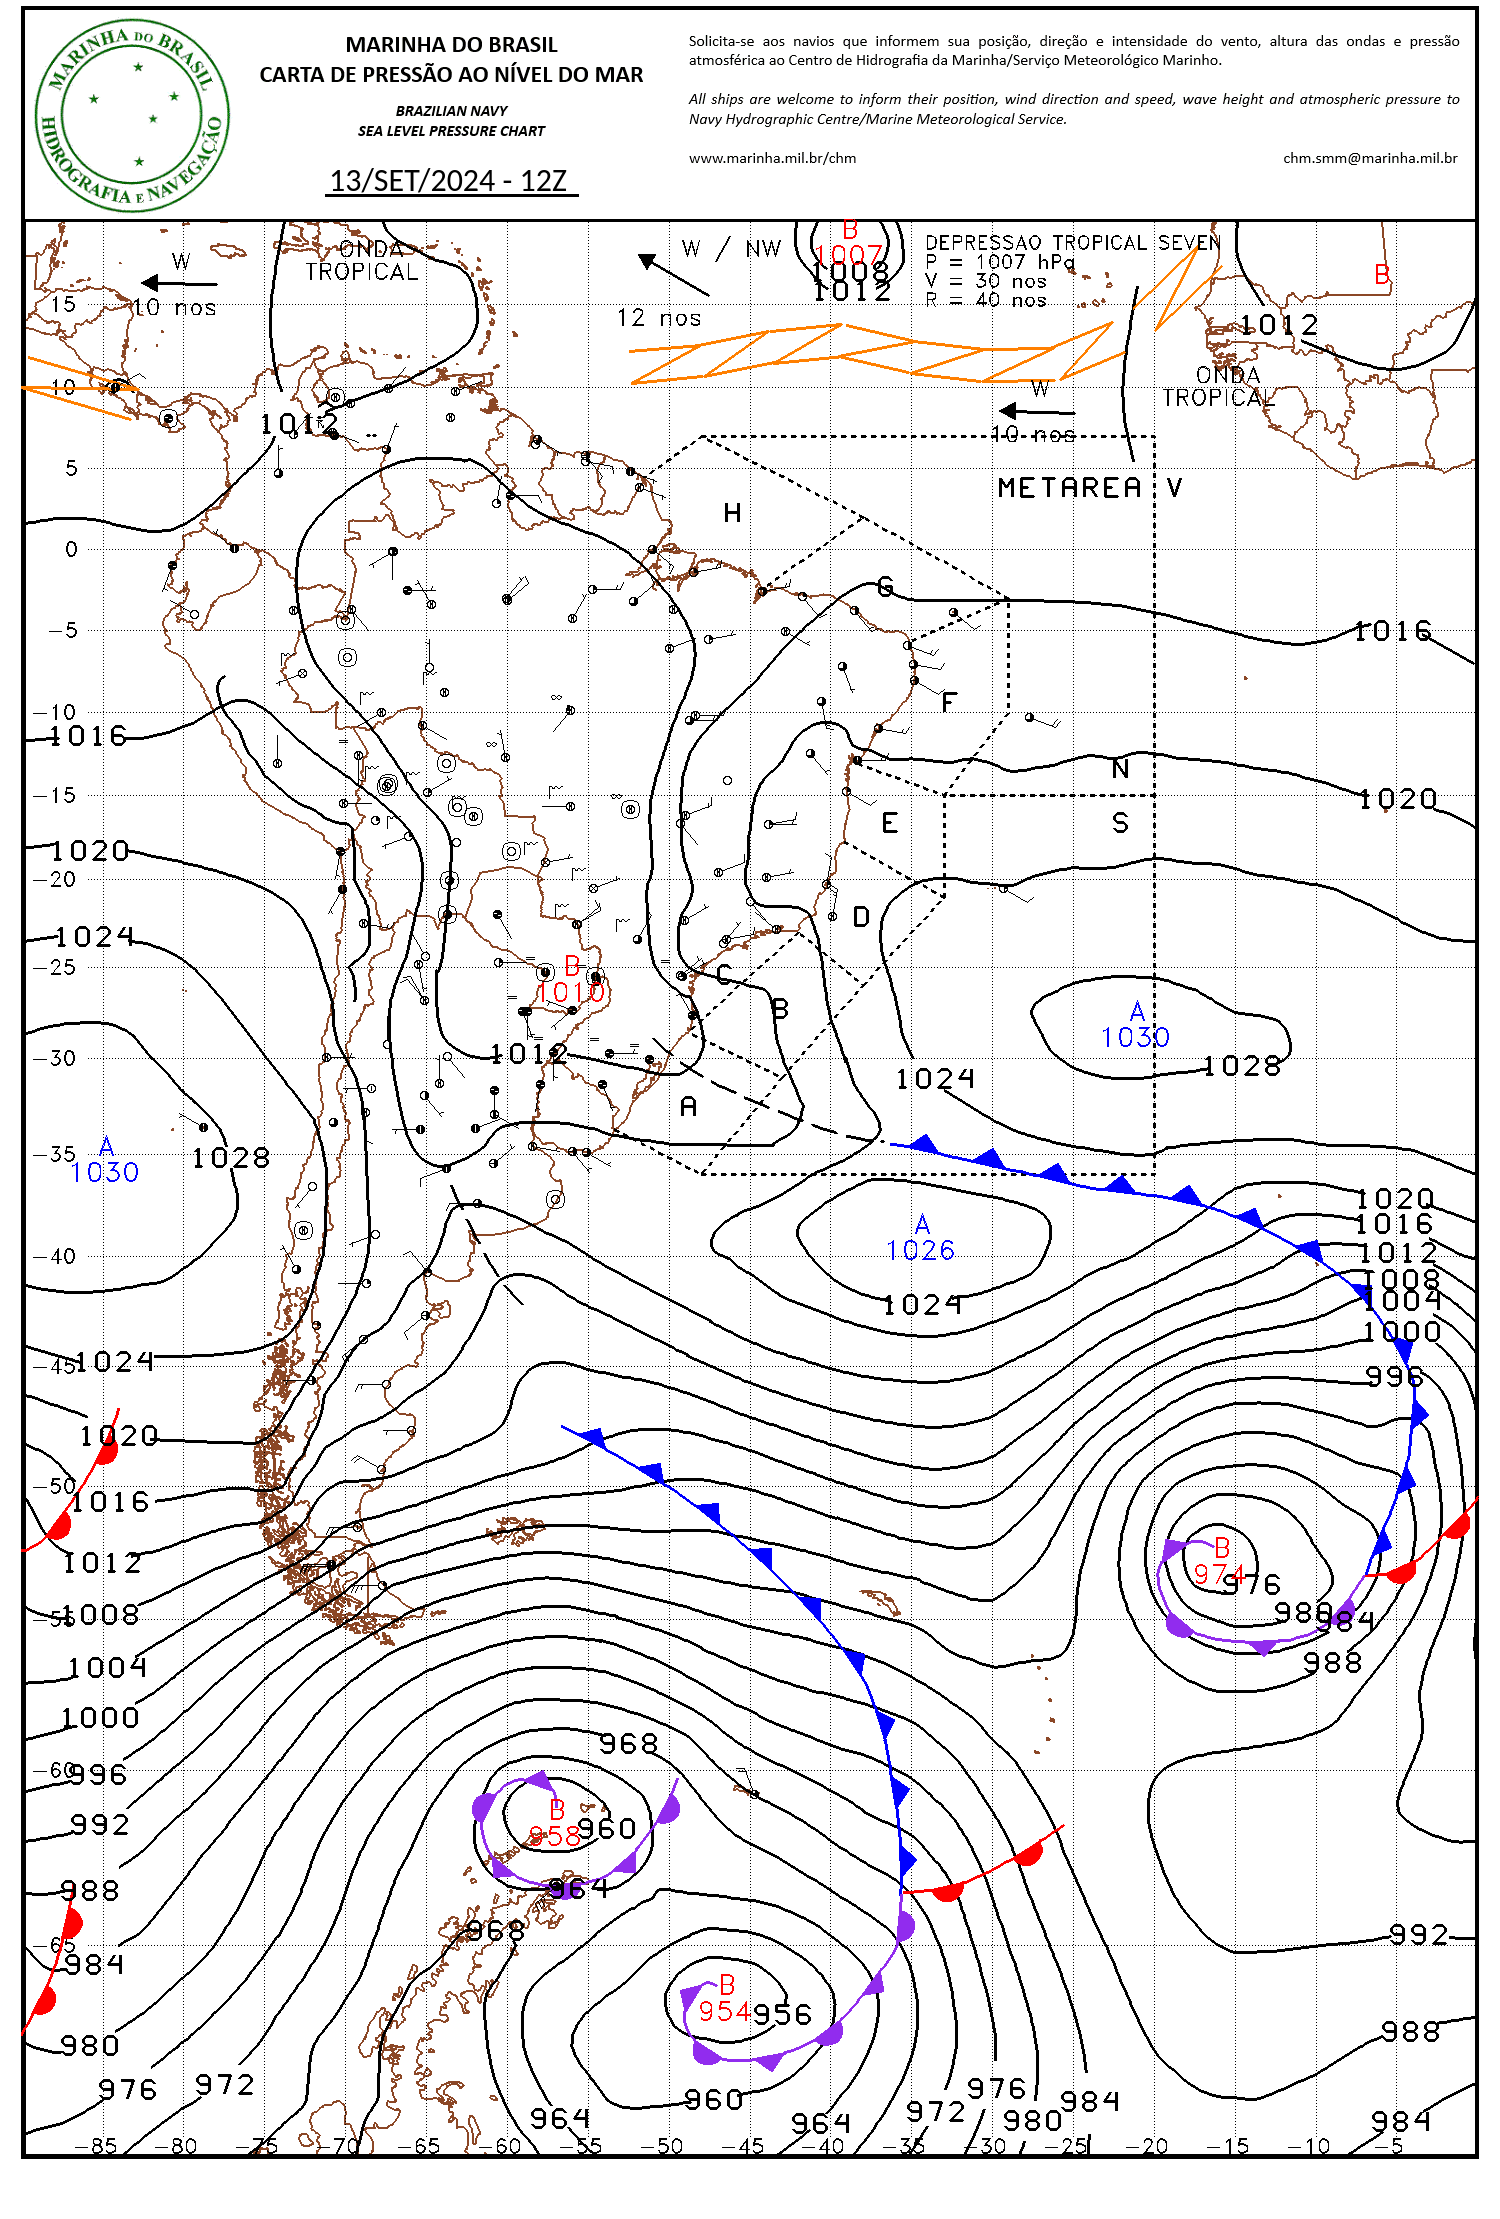 MARINHA DO BRASIL
HIDROGRAFIA E NAVEGAÇÃO
MARINHA DO BRASIL
CARTA DE PRESSÃO AO NÍVEL DO MAR
BRAZILIAN NAVY
SEA LEVEL PRESSURE CHART
13/SET/2024 - 12Z
Solicita-se aos navios que informem sua posição, direção e intensidade do vento, altura das ondas e pressão
atmosférica ao Centro de Hidrografia da Marinha/Serviço Meteorológico Marinho.
All ships are welcome to inform their position, wind direction and speed, wave height and atmospheric pressure to
Navy Hydrographic Centre/Marine Meteorological Service.
www.marinha.mil.br/chm
chm.smm@marinha.mil.br
W
10 nos
ONDA
TROPICAL
W / NW
12 nos
B
1007
1008
1012
DEPRESSAO TROPICAL SEVEN
P = 1007 hPa
V = 30 nos
R = 40 nos
B
15
1012
ONDA
TROPICAL
10
W
10 nos
1012
5
METAREA V
H
0
G
-5
1016
F
-10
1016
N
-15
1020
E
S
1020
-20
D
1024
-25
B
1010
C
B
A
1030
-30
1012
1028
1024
A
A
1030
1028
-35
1020
A
1026
1016
-40
1012
1008
1024
1004
1000
1024
-45
996
1020
-50
1016
1012
B
974
976
980
984
-55
1008
988
1004
1000
968
-60
996
B
958
960
992
988
964
968
-65
984
992
B
954
956
980
988
976
972
960
964
964
972
976
980
984
984
-85
-80
-75
-70
-65
-60
-55
-50
-45
-40
-35
-30
-25
-20
-15
-10
-5